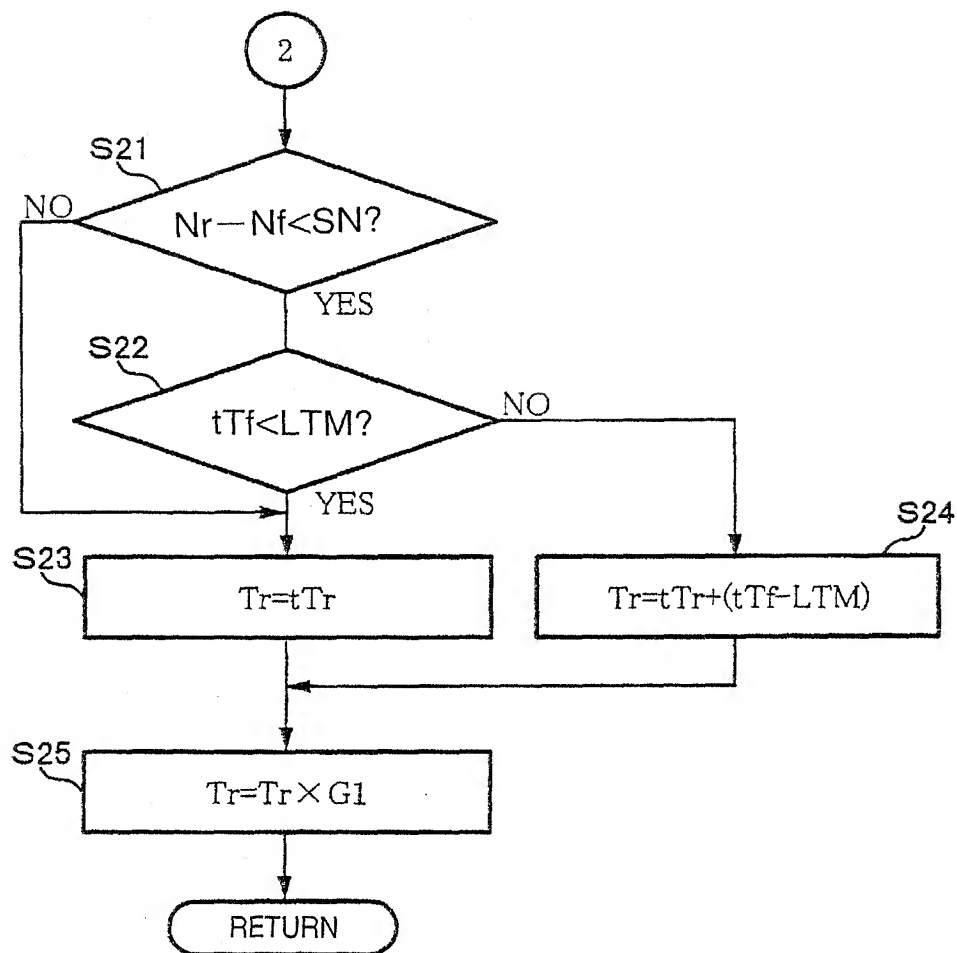 2
S21
NO
Nr－Nf<SN?
YES
S22
NO
tTf<LTM?
YES
S23
Tr=tTr
S24
Tr=tTr+(tTf-LTM)
S25
Tr=Tr×G1
RETURN